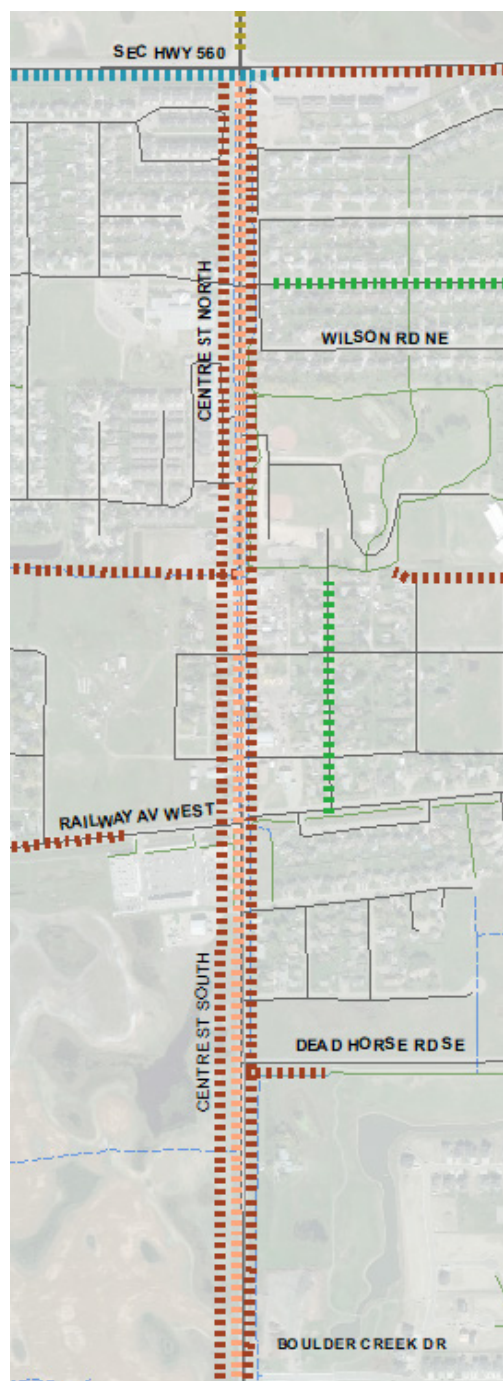 SEC HWY 560
CENTRE ST NORTH
WILSON RD NE
RAILWAY AV WEST
CENTRE ST SOUTH
DEAD HORSE RD SE
BOULDER CREEK DR